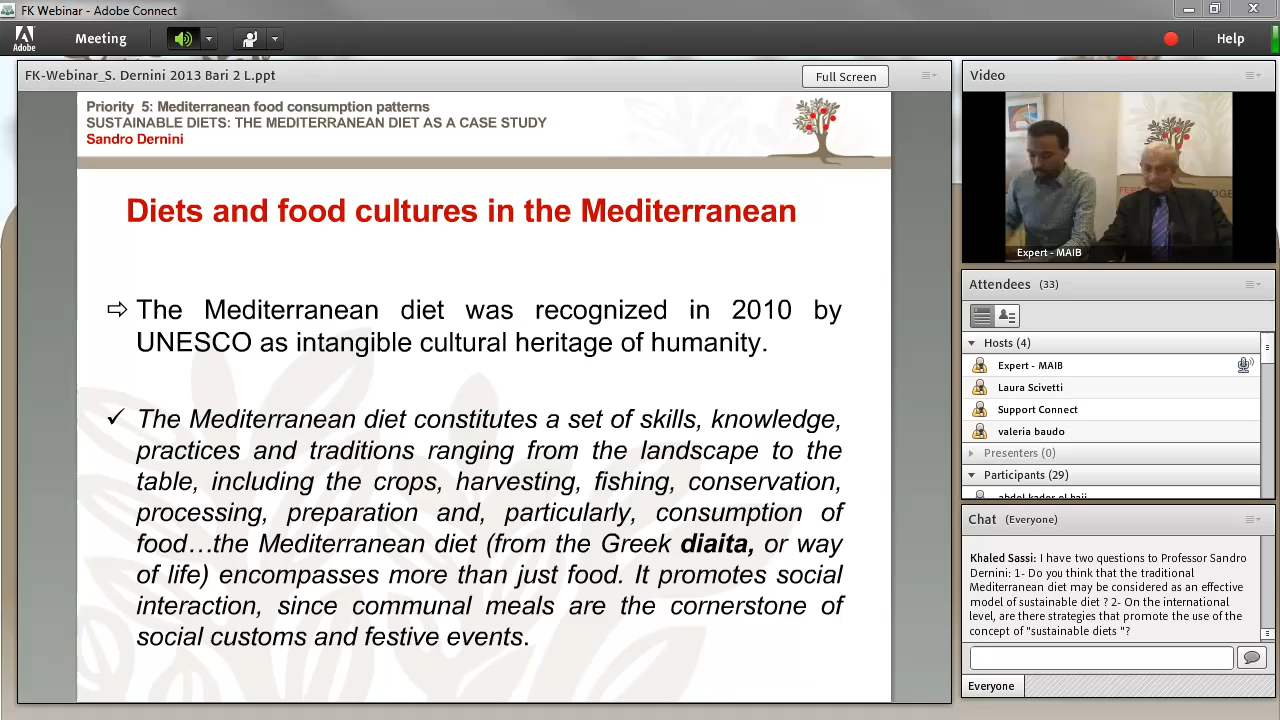 FK Webinar - Adobe Connect
Adobe
Meeting
Help
FK-Webinar_S. Dernini 2013 Bari 2 L.ppt
Full Screen
Priority 5: Mediterranean food consumption patterns
SUSTAINABLE DIETS: THE MEDITERRANEAN DIET AS A CASE STUDY
Sandro Dernini
Diets and food cultures in the Mediterranean
⇨ The Mediterranean diet was recognized in 2010 by
UNESCO as intangible cultural heritage of humanity.
✓ The Mediterranean diet constitutes a set of skills, knowledge,
practices and traditions ranging from the landscape to the
table, including the crops, harvesting, fishing, conservation,
processing, preparation and, particularly, consumption of
food…the Mediterranean diet (from the Greek diaita, or way
of life) encompasses more than just food. It promotes social
interaction, since communal meals are the cornerstone of
social customs and festive events.
Video
Expert - MAIB
Attendees (33)
Hosts (4)
Expert - MAIB
Laura Scivetti
Support Connect
valeria baudo
Presenters (0)
Participants (29)
abdel kader el hajj
Chat (Everyone)
Khaled Sassi: I have two questions to Professor Sandro
Dernini: 1- Do you think that the traditional
Mediterranean diet may be considered as an effective
model of sustainable diet ? 2- On the international
level, are there strategies that promote the use of the
concept of "sustainable diets "?
Everyone